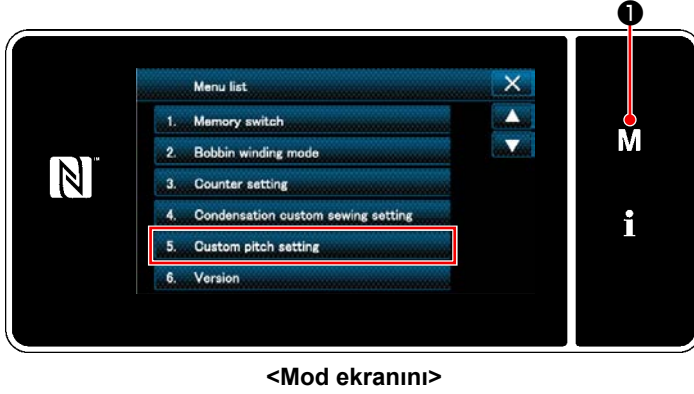 ❶
Menu list
1. Memory switch
2. Bobbin winding mode
3. Counter setting
4. Condensation custom sewing setting
5. Custom pitch setting
6. Version
N™
M
i
<Mod ekranını>